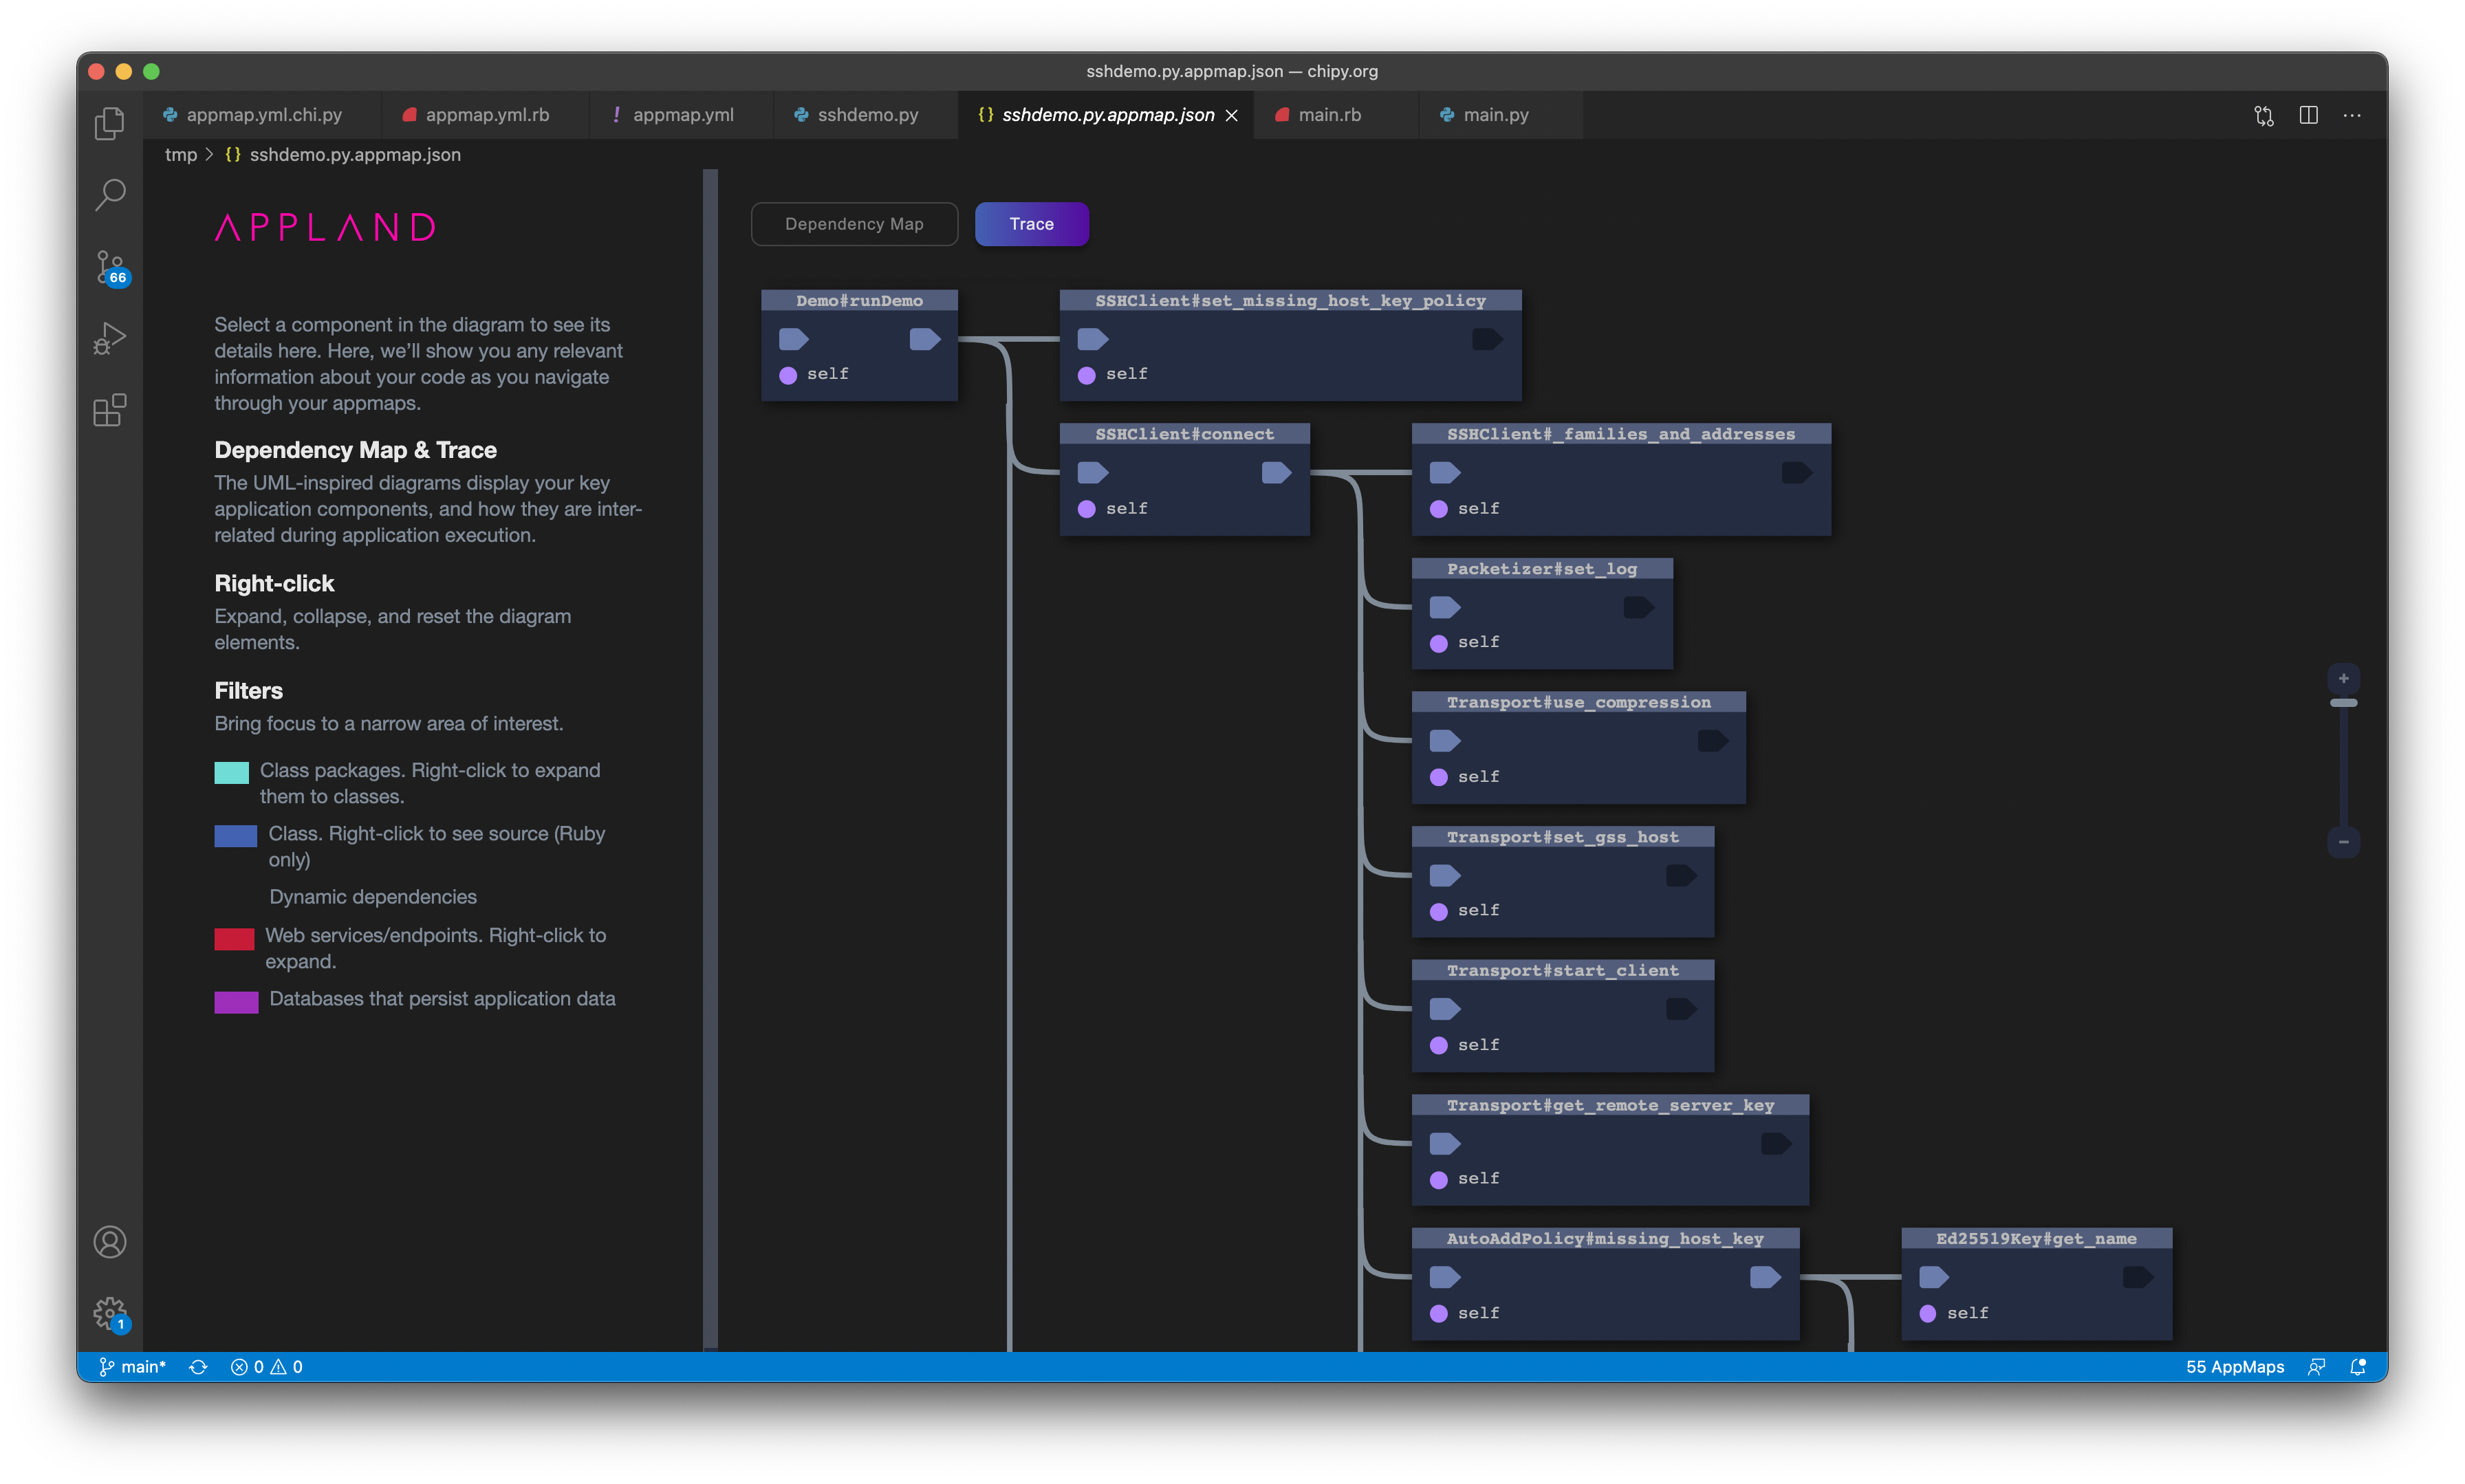 sshdemo.py.appmap.json — chipy.org
appmap.yml.chi.py
appmap.yml.rb
! appmap.yml
sshdemo.py
{} sshdemo.py.appmap.json
main.rb
main.py
tmp > {} sshdemo.py.appmap.json
66
APPLAND
Select a component in the diagram to see its
details here. Here, we’ll show you any relevant
information about your code as you navigate
through your appmaps.
Dependency Map & Trace
The UML-inspired diagrams display your key
application components, and how they are inter-
related during application execution.
Right-click
Expand, collapse, and reset the diagram
elements.
Filters
Bring focus to a narrow area of interest.
Class packages. Right-click to expand
them to classes.
Class. Right-click to see source (Ruby
only)
Dynamic dependencies
Web services/endpoints. Right-click to
expand.
Databases that persist application data
Dependency Map
Trace
Demo#runDemo
self
SSHClient#set_missing_host_key_policy
self
SSHClient#connect
self
SSHClient#_families_and_addresses
self
Packetizer#set_log
self
Transport#use_compression
self
Transport#set_gss_host
self
Transport#start_client
self
Transport#get_remote_server_key
self
AutoAddPolicy#missing_host_key
self
Ed25519Key#get_name
self
+
−
1
main*
0
0
55 AppMaps